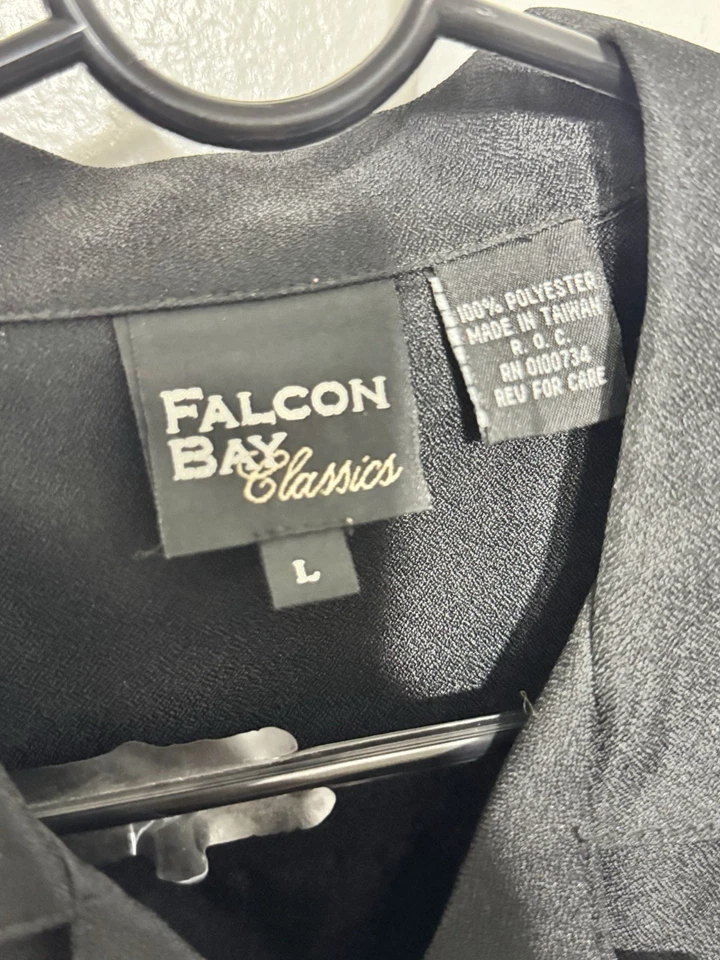 FALCON
BAY Classics
L
100% POLYESTER
MADE IN TAIWAN
R. O. C.
RN 0100734
REV FOR CARE